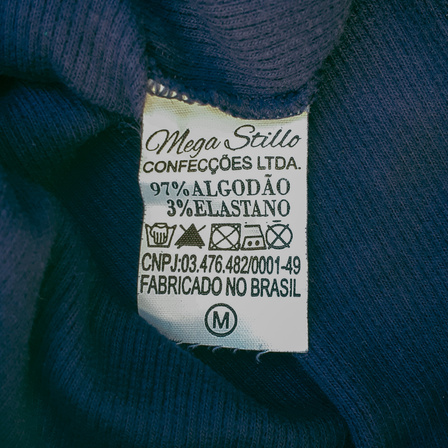 Mega Stillo
CONFECÇÕES LTDA.
97%ALGODÃO
3%ELASTANO
CNPJ:03.476.482/0001-49
FABRICADO NO BRASIL
M